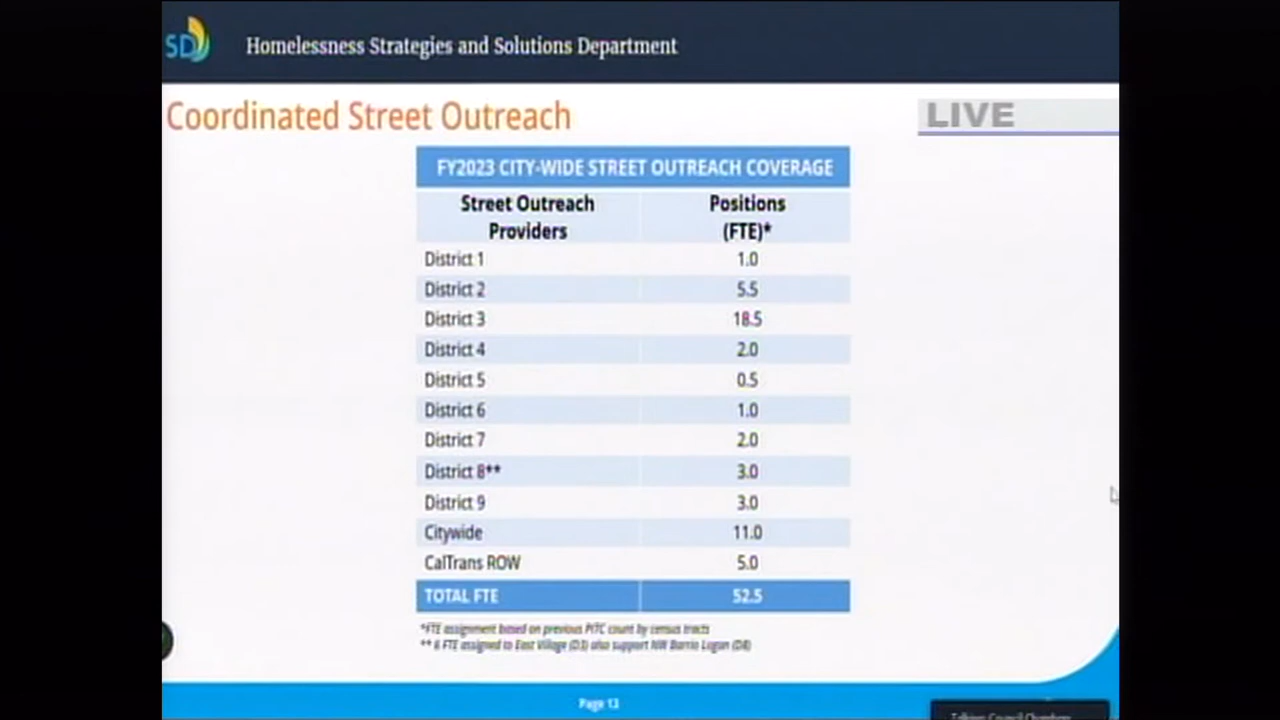 SD
Homelessness Strategies and Solutions Department
Coordinated Street Outreach
LIVE
FY2023 CITY-WIDE STREET OUTREACH COVERAGE
Street Outreach Providers Positions (FTE)*
District 1 1.0
District 2 5.5
District 3 18.5
District 4 2.0
District 5 0.5
District 6 1.0
District 7 2.0
District 8** 3.0
District 9 3.0
Citywide 11.0
CalTrans ROW 5.0
TOTAL FTE 52.5
*FTE assignment based on previous PITC count by census tracts
** 6 FTE assigned to East Village (D3) also support NW Barrio Logan (D8)
Page 13
Talking: Council Chambers